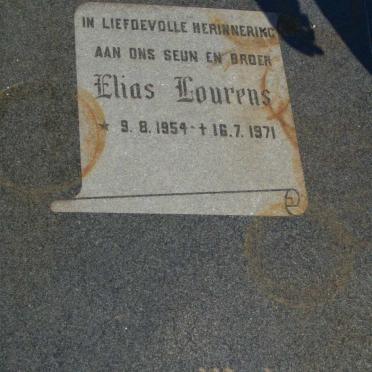 IN LIEFDEVOLLE HERINNERING
AAN ONS SEUN EN BROER
Elias Lourens
★ 9.8.1954 - ✝ 16.7.1971